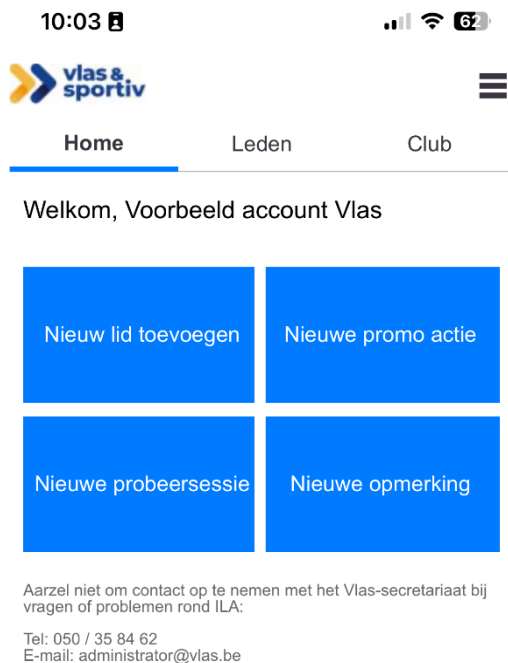 10:03
62
vlas &
sportiv
Home Leden Club
Welkom, Voorbeeld account Vlas
Nieuw lid toevoegen Nieuwe promo actie
Nieuwe probeersessie Nieuwe opmerking
Aarzel niet om contact op te nemen met het Vlas-secretariaat bij
vragen of problemen rond ILA:
Tel: 050 / 35 84 62
E-mail: administrator@vlas.be